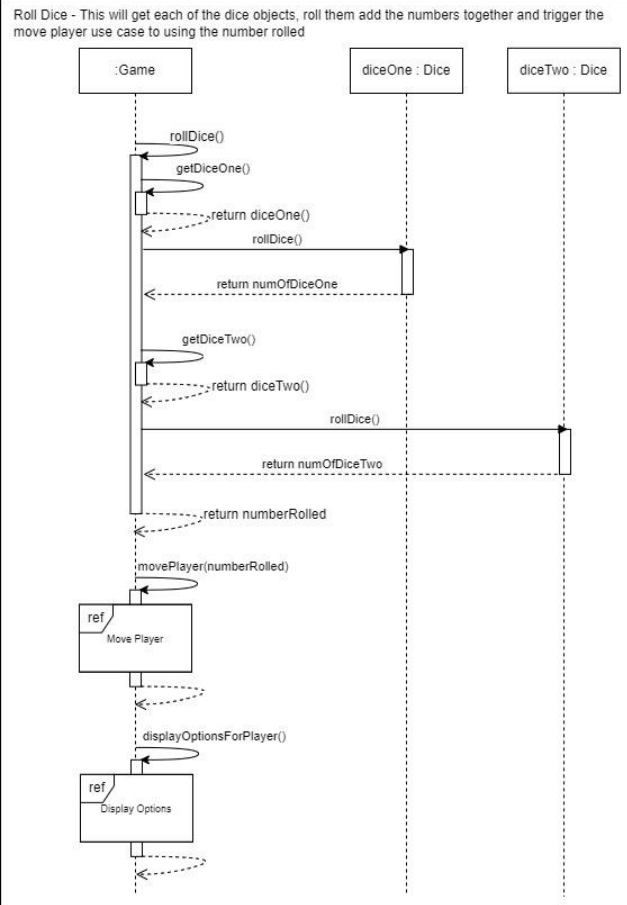 Roll Dice - This will get each of the dice objects, roll them add the numbers together and trigger the
move player use case to using the number rolled
:Game
diceOne : Dice
diceTwo : Dice
rollDice()
getDiceOne()
return diceOne()
rollDice()
return numOfDiceOne
getDiceTwo()
return diceTwo()
rollDice()
return numOfDiceTwo
return numberRolled
movePlayer(numberRolled)
ref
Move Player
displayOptionsForPlayer()
ref
Display Options